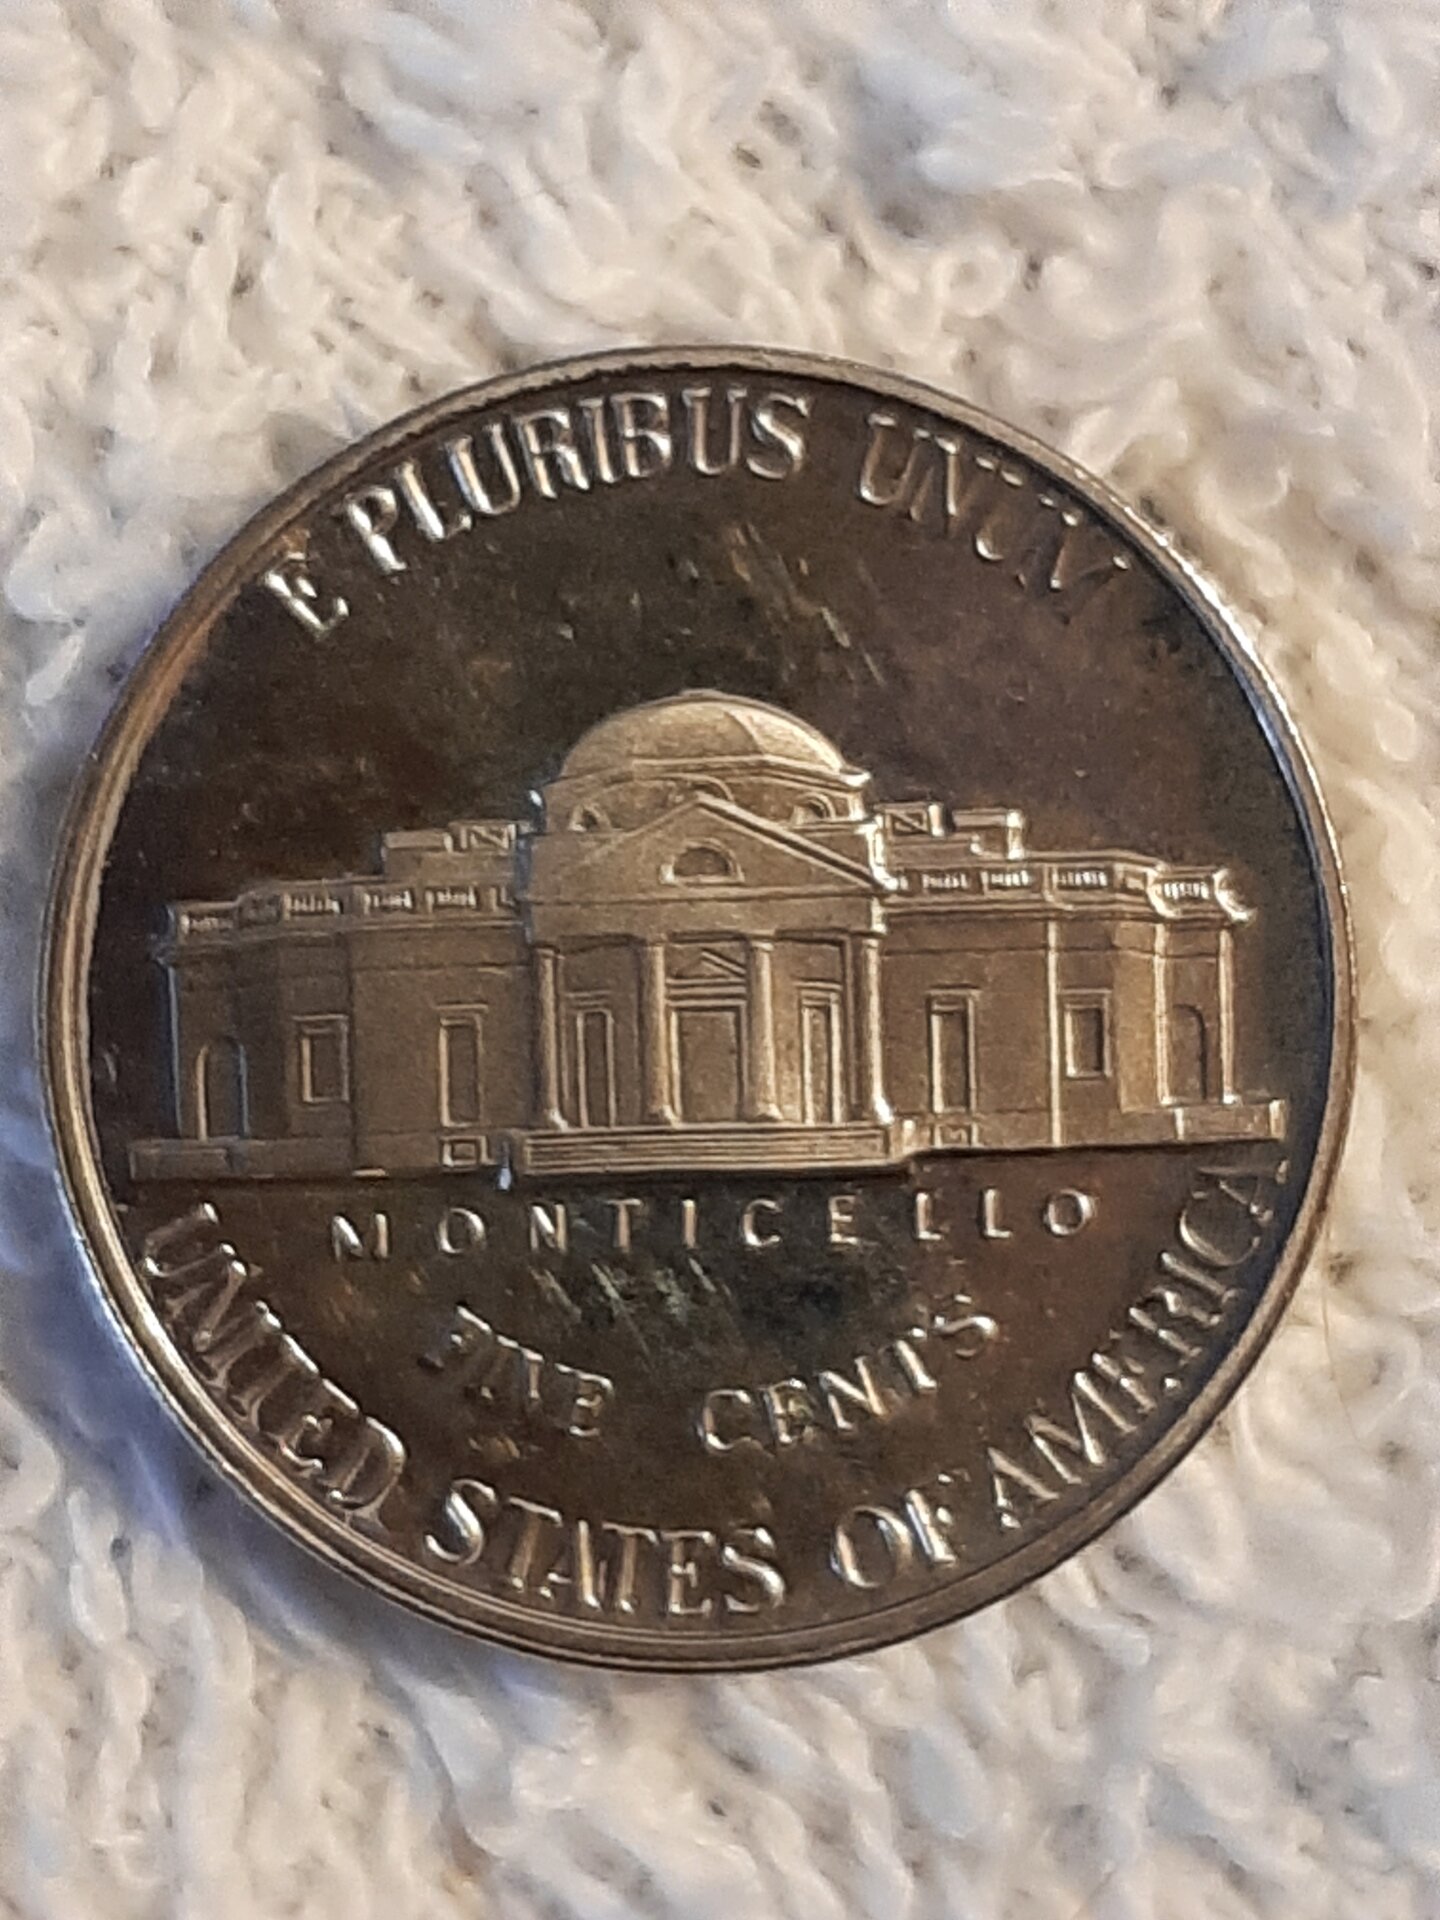 E PLURIBUS UNUM
MONTICELLO
FIVE CENTS
UNITED STATES OF AMERICA